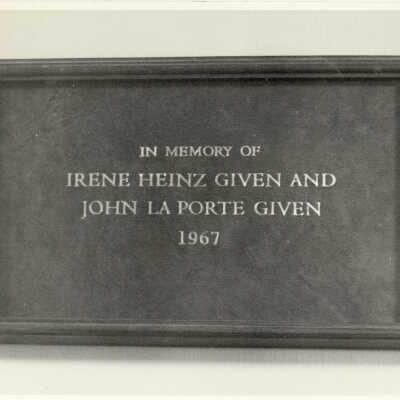 IN MEMORY OF
IRENE HEINZ GIVEN AND
JOHN LA PORTE GIVEN
1967